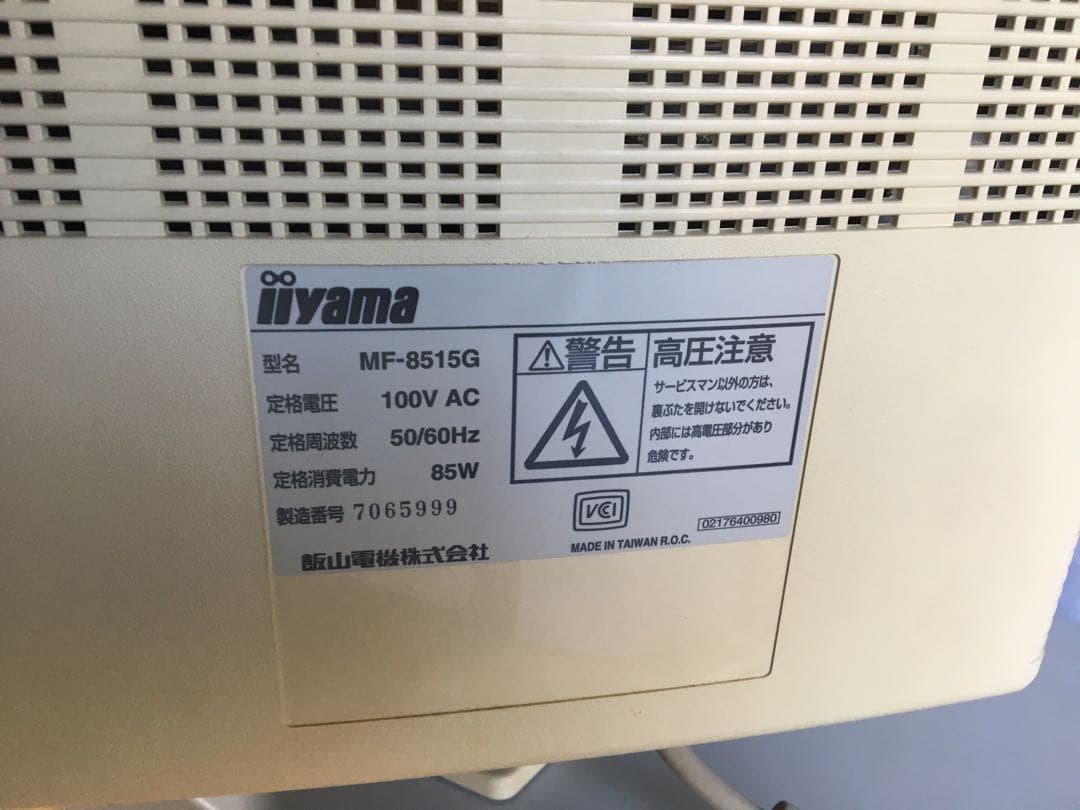 iiyama
型名 MF-8515G
定格電圧 100V AC
定格周波数 50/60Hz
定格消費電力 85W
製造番号 7065999
飯山電機株式会社
警告
高圧注意
サービスマン以外の方は、
裏ぶたを開けないでください。
内部には高電圧部分があり
危険です。
VCCI
02176400980
MADE IN TAIWAN R.O.C.